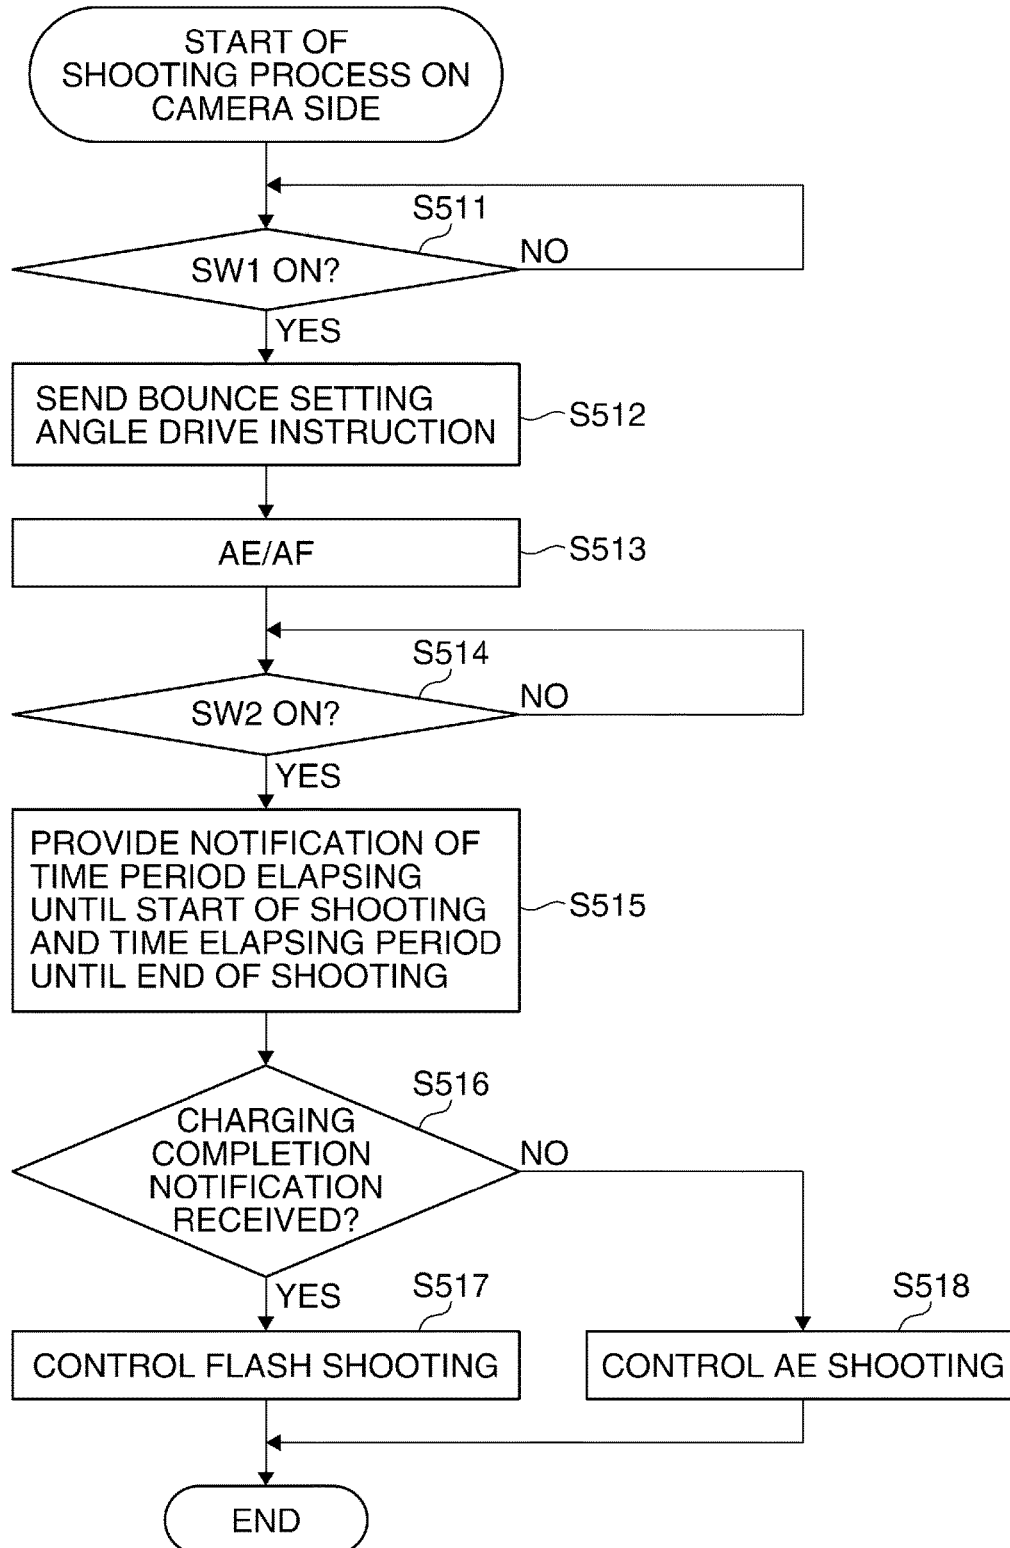 START OF
SHOOTING PROCESS ON
CAMERA SIDE
S511
SW1 ON?
NO
YES
SEND BOUNCE SETTING
ANGLE DRIVE INSTRUCTION
S512
AE/AF
S513
S514
SW2 ON?
NO
YES
PROVIDE NOTIFICATION OF
TIME PERIOD ELAPSING
UNTIL START OF SHOOTING
AND TIME ELAPSING PERIOD
UNTIL END OF SHOOTING
S515
S516
CHARGING
COMPLETION
NOTIFICATION
RECEIVED?
NO
YES
S517
CONTROL FLASH SHOOTING
S518
CONTROL AE SHOOTING
END